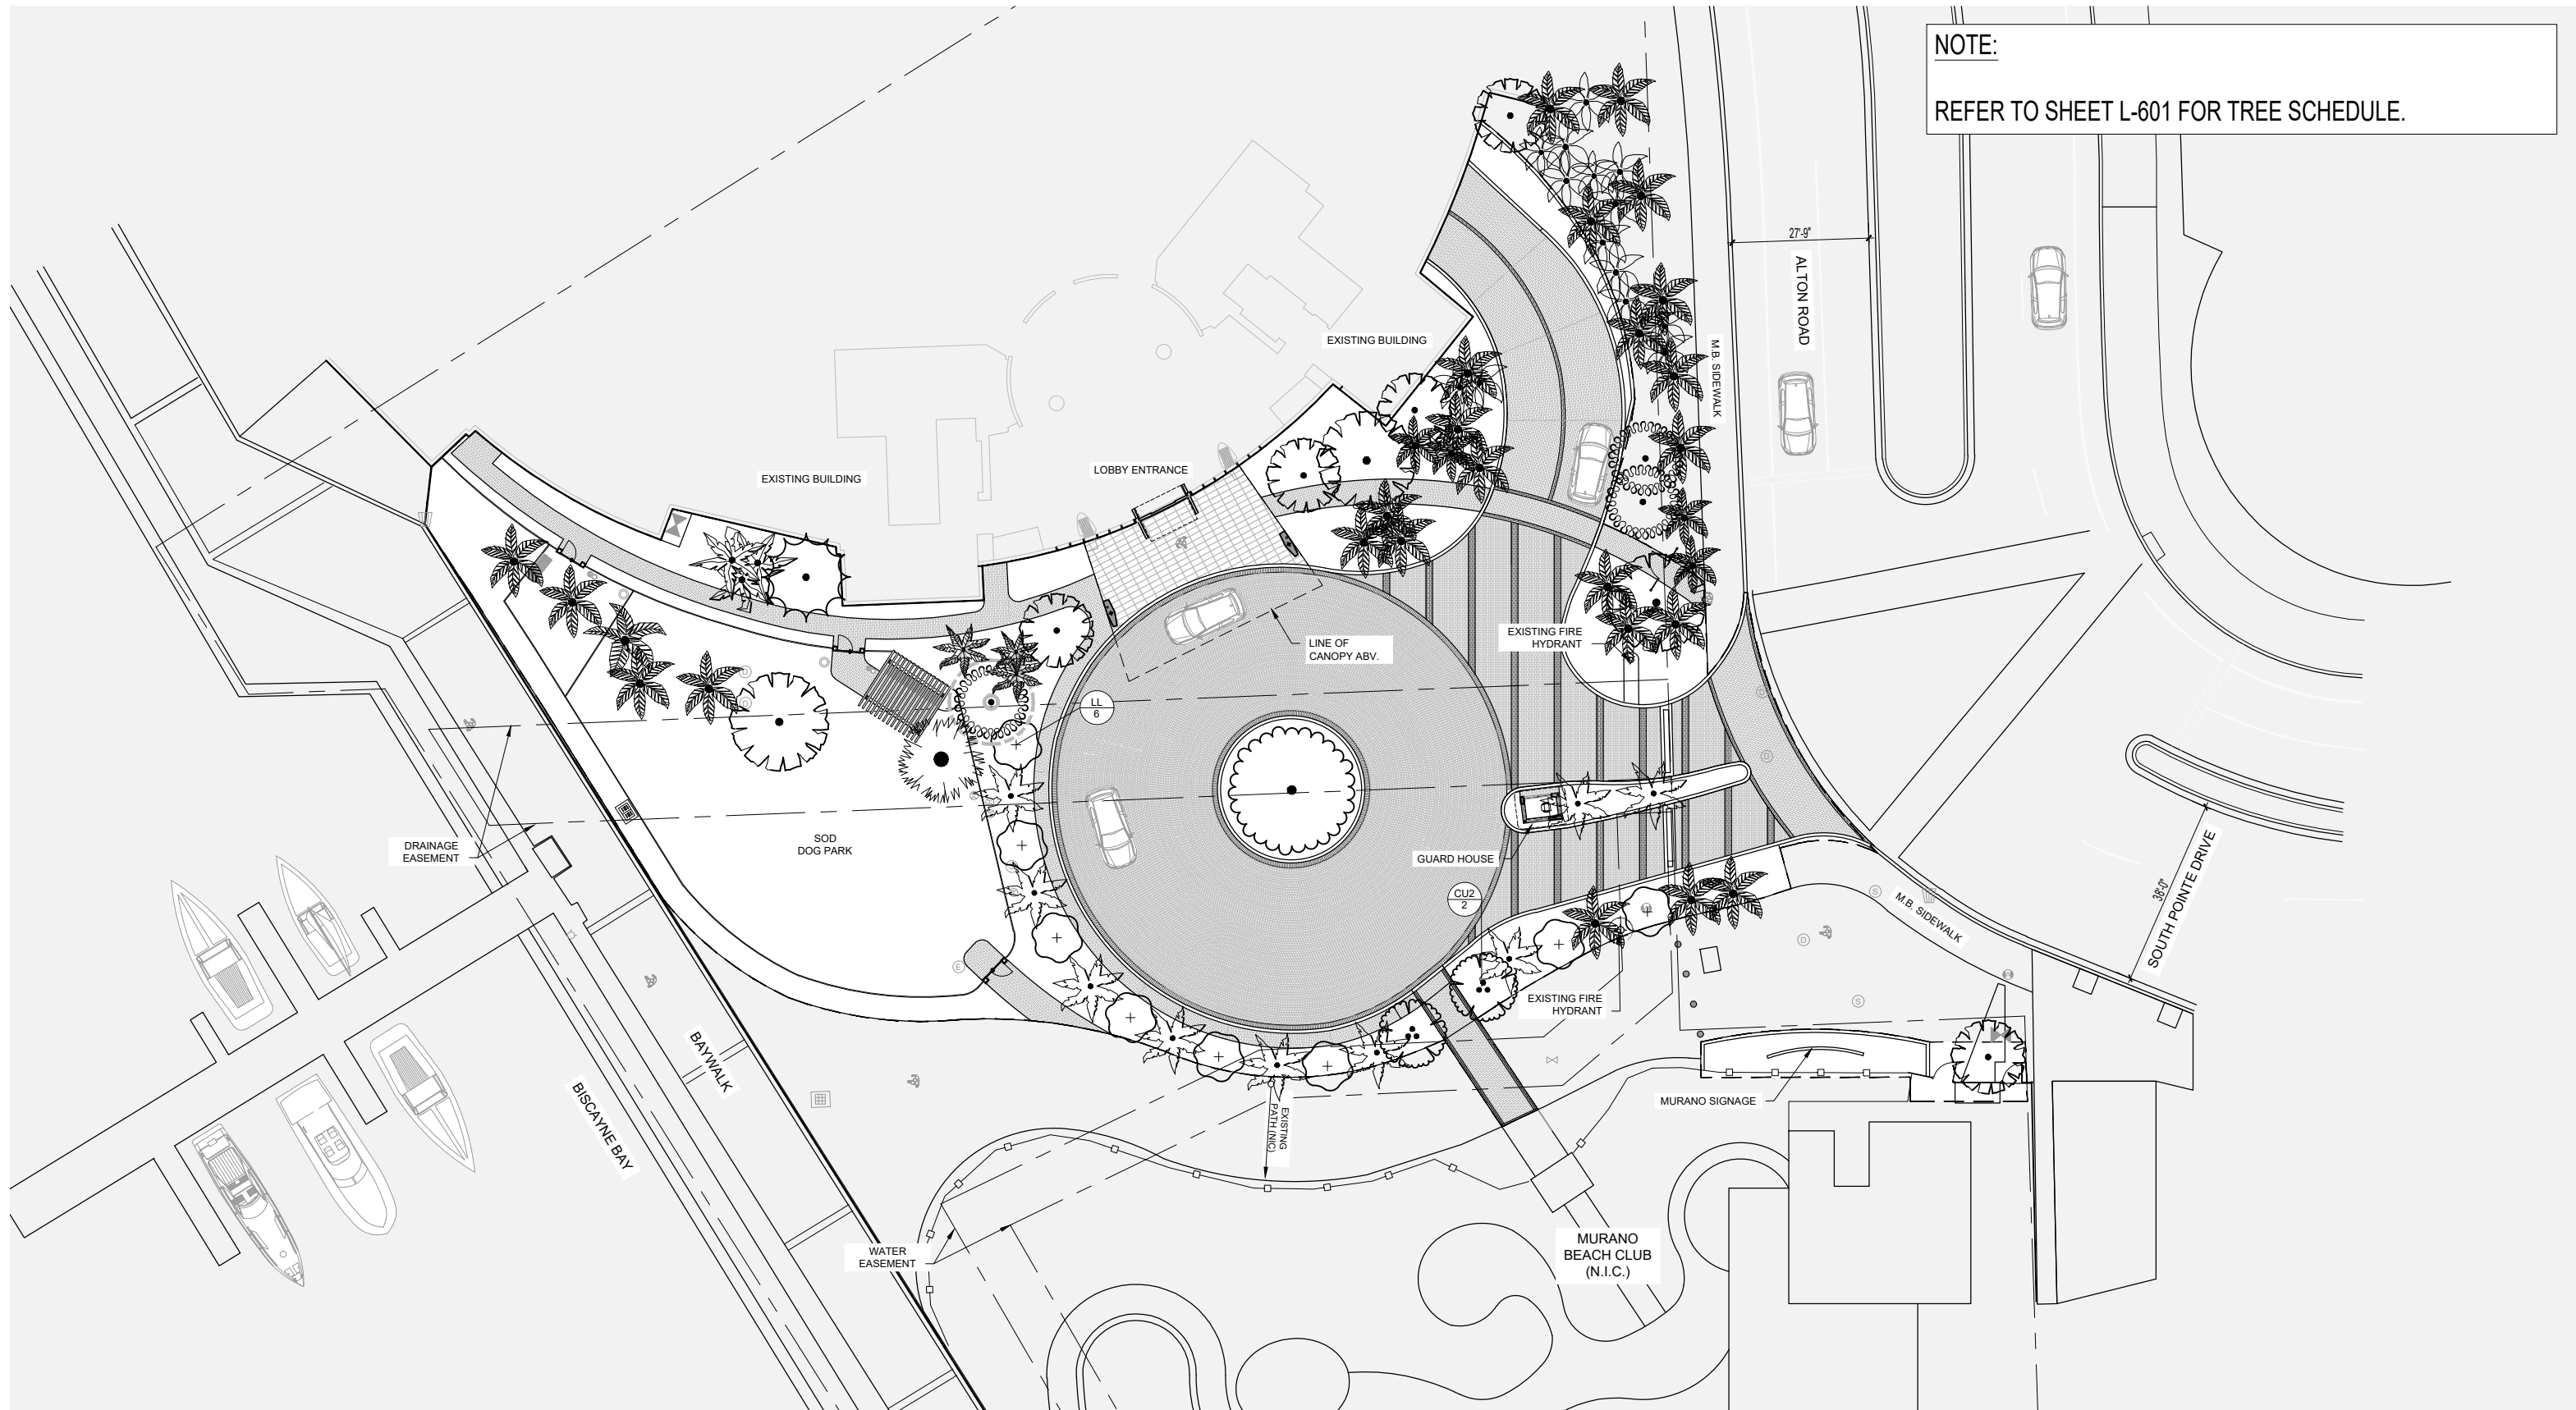 NOTE:
REFER TO SHEET L-601 FOR TREE SCHEDULE.
27'-9"
ALTON ROAD
M.B. SIDEWALK
EXISTING BUILDING
LOBBY ENTRANCE
EXISTING BUILDING
EXISTING FIRE
HYDRANT
LINE OF
CANOPY ABV.
LL
6
DRAINAGE
EASEMENT
SOD
DOG PARK
GUARD HOUSE
CU2
2
M.B. SIDEWALK
38'-0"
SOUTH POINTE DRIVE
EXISTING FIRE
HYDRANT
BAYWALK
BISCAYNE BAY
EXISTING
PATH (NIC)
MURANO SIGNAGE
WATER
EASEMENT
MURANO
BEACH CLUB
(N.I.C.)
D
D
D
D
D
S
S
E